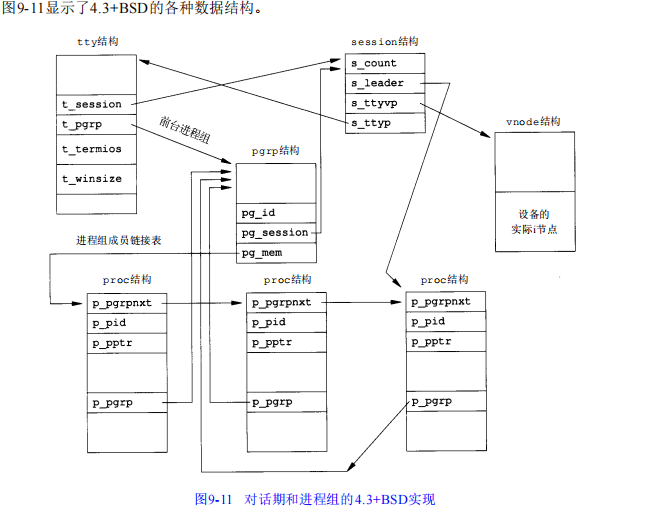 图9-11显示了4.3+BSD的各种数据结构。
tty结构
session结构
s_count
s_leader
s_ttyvp
s_ttyp
t_session
t_pgrp
t_termios
t_winsize
前台进程组
vnode结构
设备的
实际i节点
pgrp结构
pg_id
pg_session
pg_mem
进程组成员链接表
proc结构
proc结构
proc结构
p_pgrpnxt
p_pid
p_pptr
p_pgrp
p_pgrpnxt
p_pid
p_pptr
p_pgrp
p_pgrpnxt
p_pid
p_pptr
p_pgrp
图9-11 对话期和进程组的4.3+BSD实现